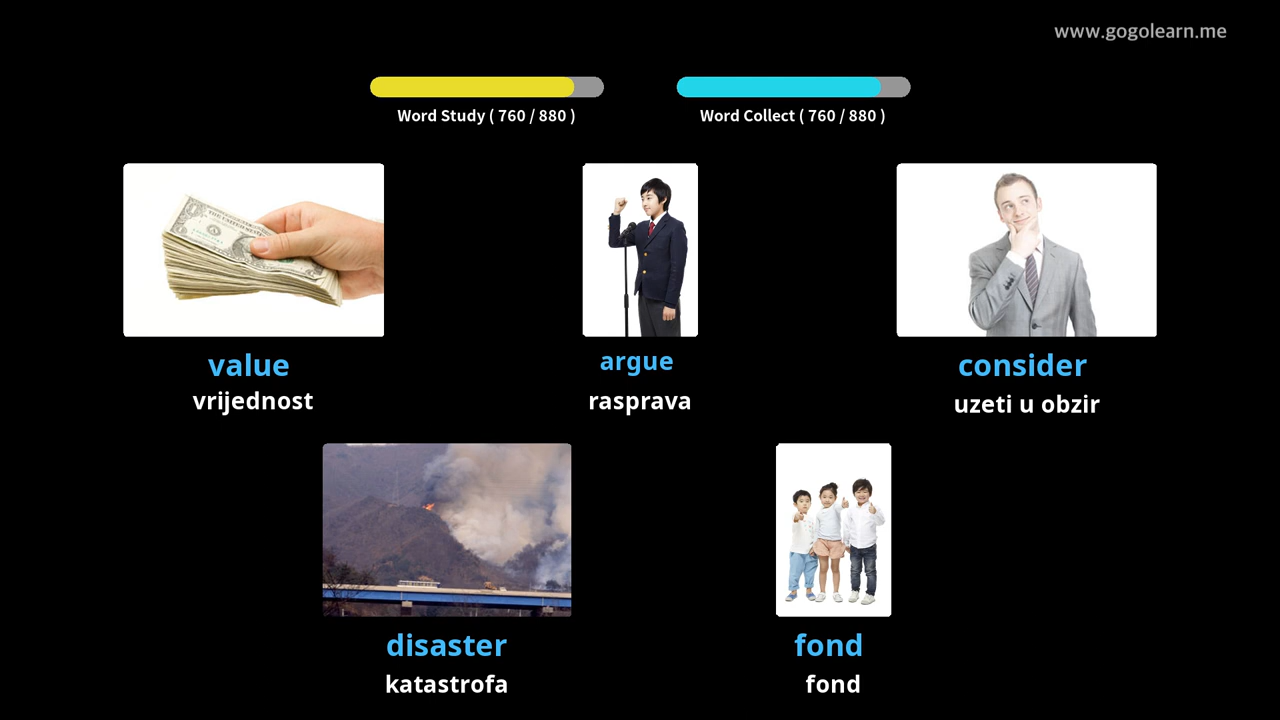 www.gogolearn.me
Word Study ( 760 / 880 )
Word Collect ( 760 / 880 )
value
vrijednost
argue
rasprava
consider
uzeti u obzir
disaster
katastrofa
fond
fond